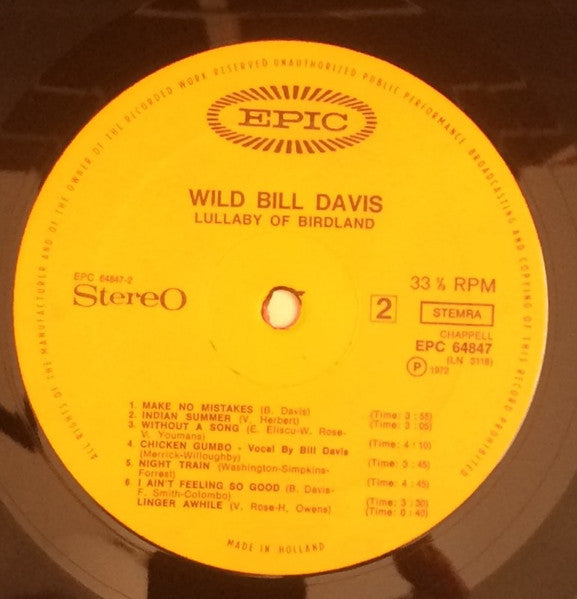 ALL RIGHTS OF THE MANUFACTURER AND OF THE OWNER OF THE RECORDED WORK RESERVED UNAUTHORIZED PUBLIC PERFORMANCE BROADCASTING AND COPYING OF THIS RECORD PROHIBITED
EPIC
WILD BILL DAVIS
LULLABY OF BIRDLAND
EPC 64847-2
Stereo
2
33 ⅓ RPM
STEMRA
CHAPPELL
EPC 64847
(LN 3118)
P 1972
1. MAKE NO MISTAKES (B. Davis) (Time: 3:55)
2. INDIAN SUMMER (V. Herbert) (Time: 3:05)
3. WITHOUT A SONG (E. Eliscu-W. Rose-
V. Youmans)
(Time: 4:10)
4 CHICKEN GUMBO - Vocal By Bill Davis
(Merrick-Willoughby)
(Time: 3:45)
5. NIGHT TRAIN (Washington-Simpkins-
Forrest)
(Time: 4:45)
6 I AIN'T FEELING SO GOOD (B. Davis-
F. Smith-Colombo)
(Time: 3:30)
LINGER AWHILE (V. Rose-H. Owens) (Time: 6:40)
MADE IN HOLLAND